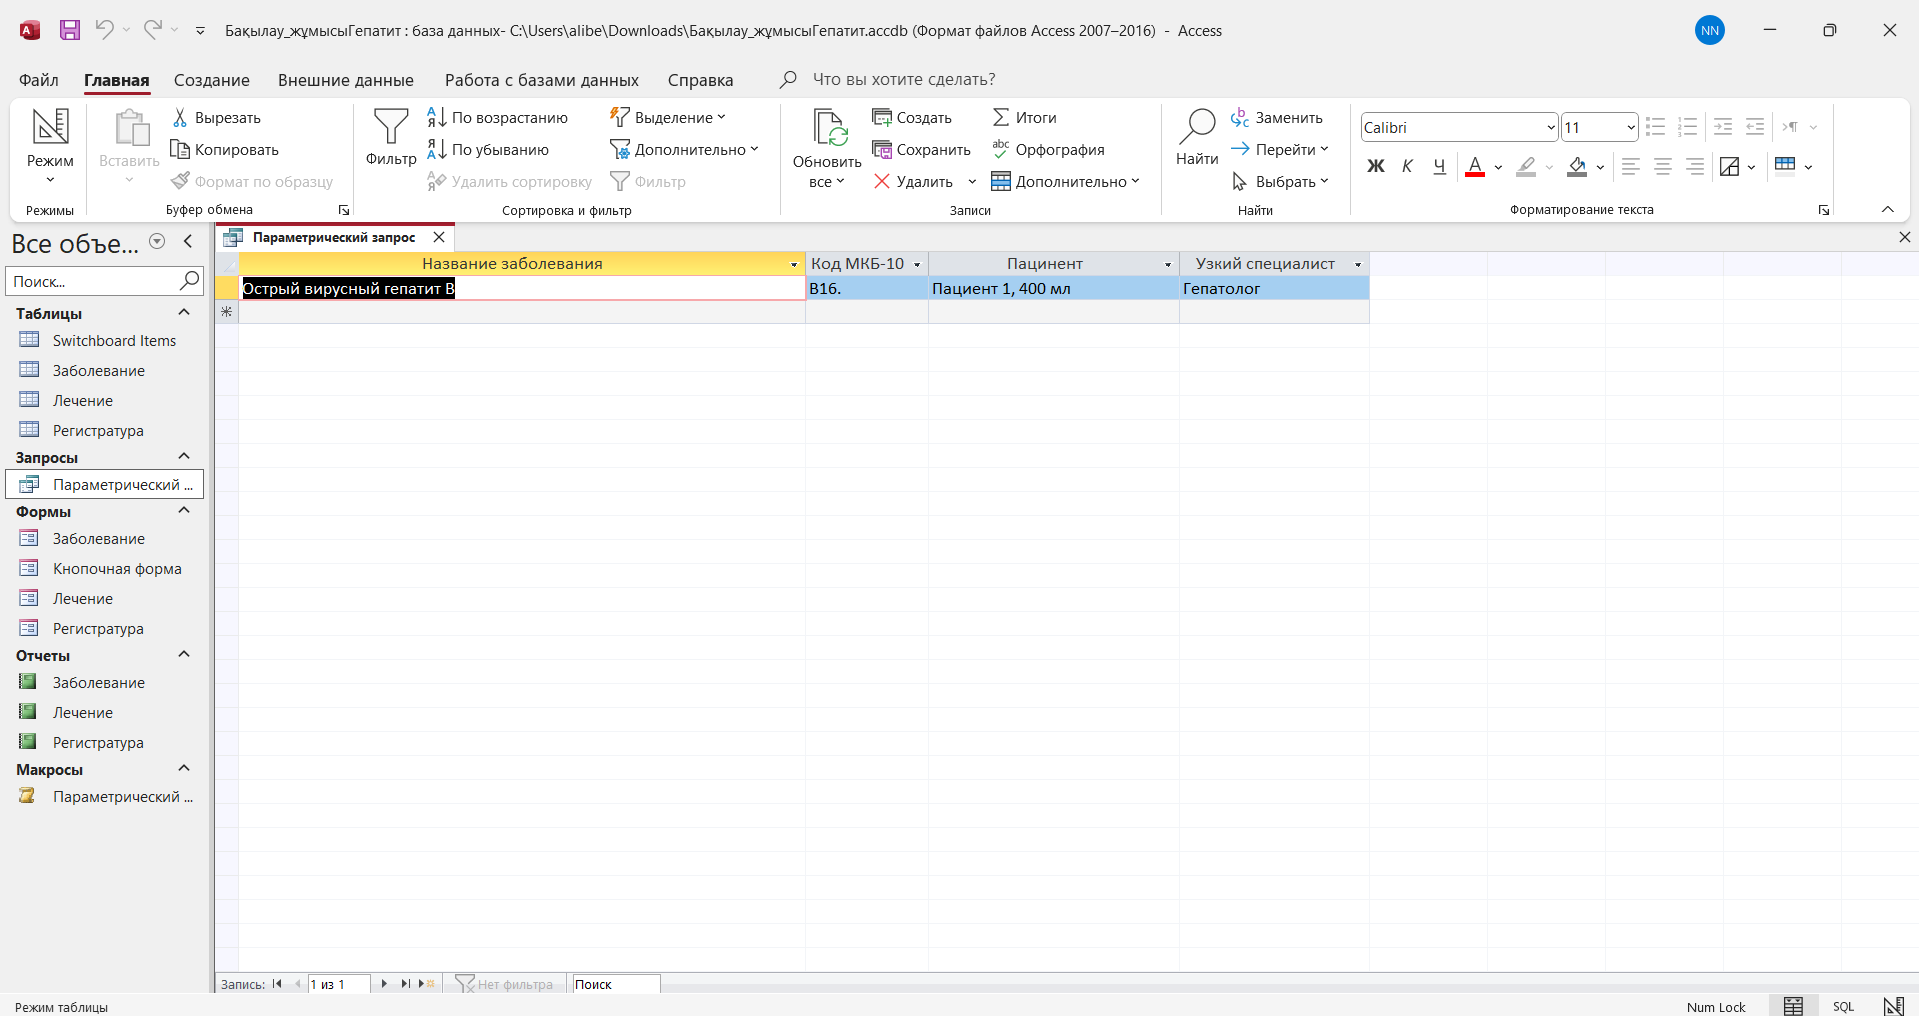 Бақылау_жұмысыГепатит : база данных- C:\Users\alibe\Downloads\Бақылау_жұмысыГепатит.accdb (Формат файлов Access 2007–2016) - Access
NN
Файл Главная Создание Внешние данные Работа с базами данных Справка Что вы хотите сделать?
Режим
Режимы
Вставить
Вырезать
Копировать
Формат по образцу
Буфер обмена
Фильтр
По возрастанию
По убыванию
Удалить сортировку
Выделение
Дополнительно
Фильтр
Сортировка и фильтр
Обновить
все
Создать
Сохранить
Удалить
Итоги
Орфография
Дополнительно
Записи
Найти
Заменить
Перейти
Выбрать
Найти
Calibri 11
Ж К Ч А
Форматирование текста
Все объе...
Поиск...
Таблицы
Switchboard Items
Заболевание
Лечение
Регистратура
Запросы
Параметрический ...
Формы
Заболевание
Кнопочная форма
Лечение
Регистратура
Отчеты
Заболевание
Лечение
Регистратура
Макросы
Параметрический ...
Параметрический запрос
Название заболевания Код МКБ-10 Пацинент Узкий специалист
Острый вирусный гепатит В В16. Пациент 1, 400 мл Гепатолог
Запись: 1 из 1 Нет фильтра Поиск
Режим таблицы Num Lock SQL